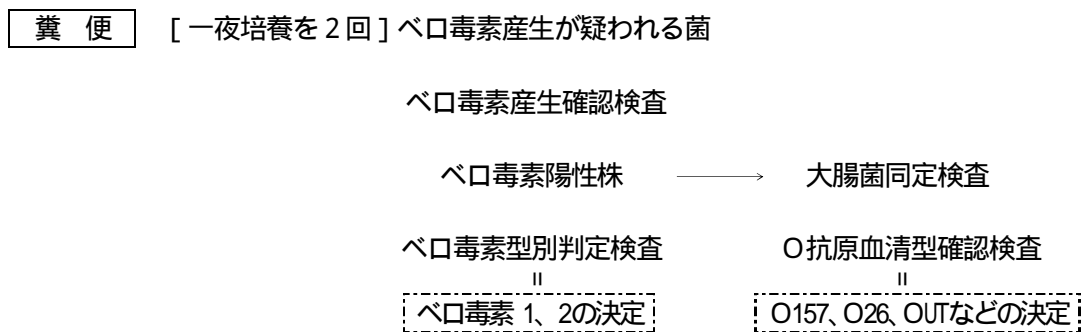 糞 便 [ 一夜培養を2回 ] ベロ毒素産生が疑われる菌
ベロ毒素産生確認検査
ベロ毒素陽性株 → 大腸菌同定検査
ベロ毒素型別判定検査 O抗原血清型確認検査
= =
ベロ毒素 1、2の決定 O157、O26、OUTなどの決定